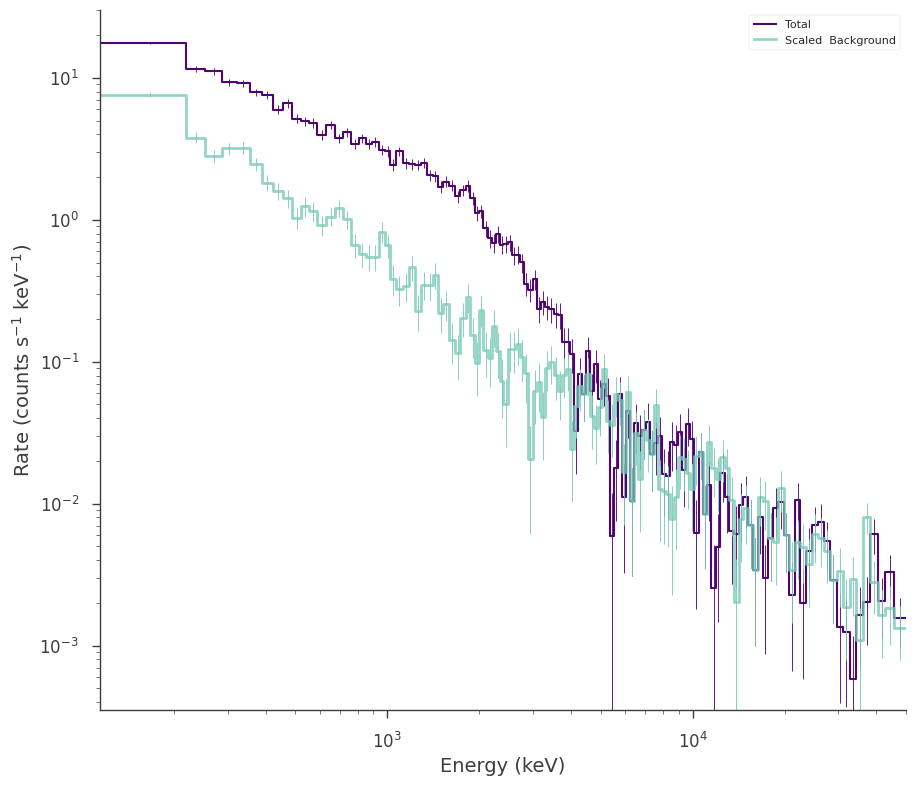 Total
Scaled  Background
Rate (counts s⁻¹ keV⁻¹)
10¹
10⁰
10⁻¹
10⁻²
10⁻³
10³
10⁴
Energy (keV)